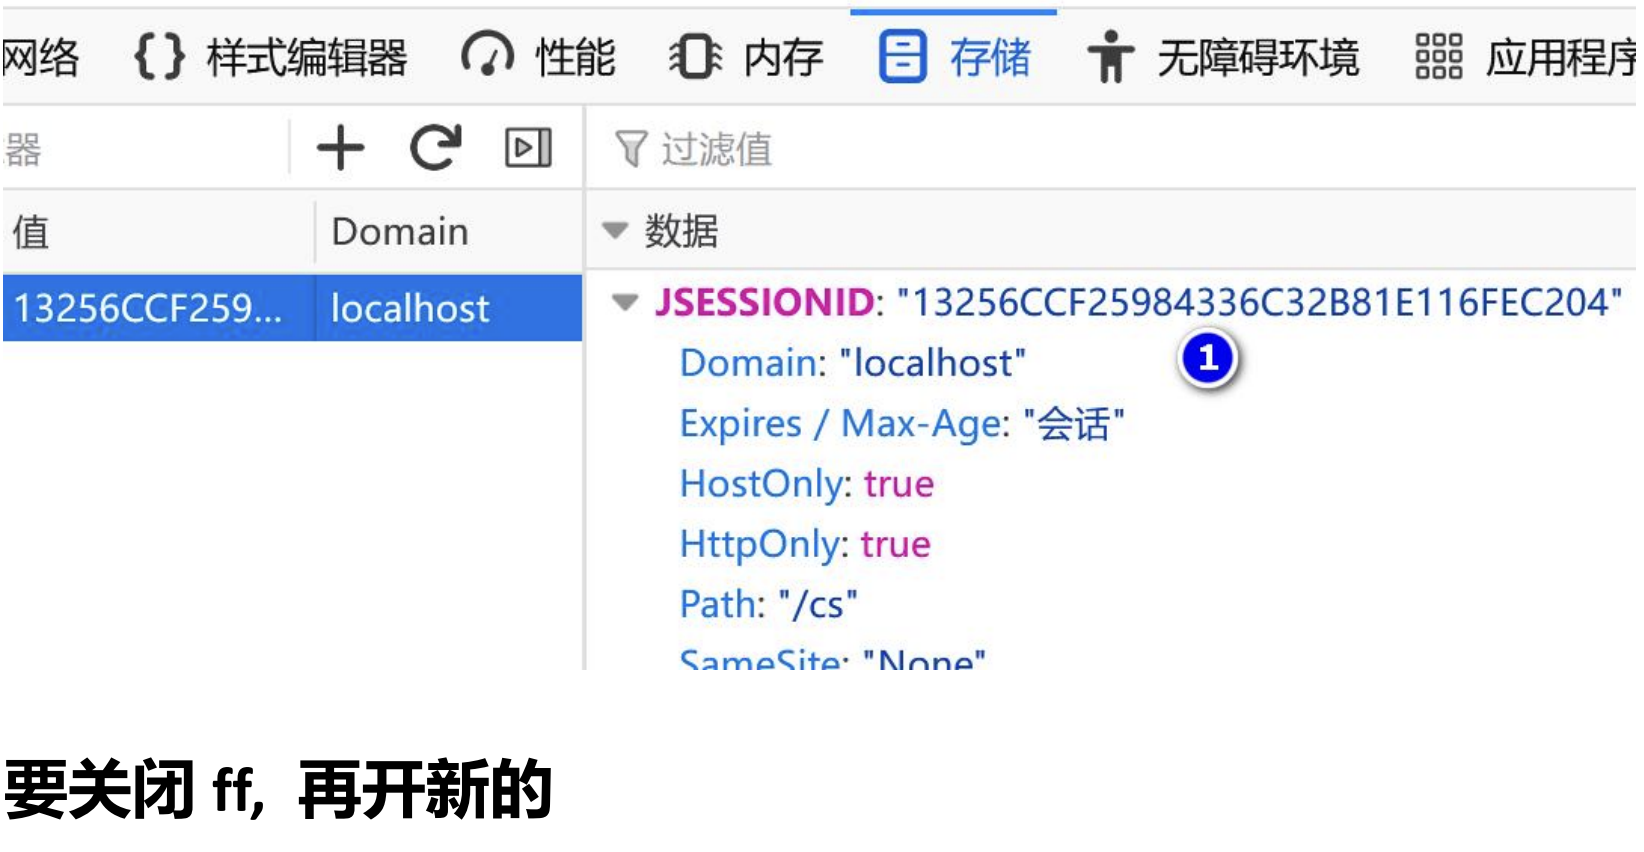 网络 样式编辑器 性能 内存 存储 无障碍环境 应用程序
器 过滤值
值 Domain 数据
13256CCF259... localhost JSESSIONID: "13256CCF25984336C32B81E116FEC204"
Domain: "localhost"
1
Expires / Max-Age: "会话"
HostOnly: true
HttpOnly: true
Path: "/cs"
SameSite: "None"
要关闭 ff, 再开新的